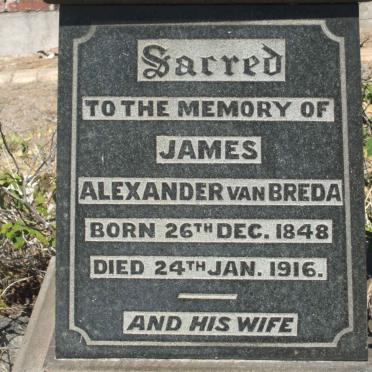 Sacred
TO THE MEMORY OF
JAMES
ALEXANDER VAN BREDA
BORN 26TH DEC. 1848
DIED 24TH JAN. 1916.
AND HIS WIFE